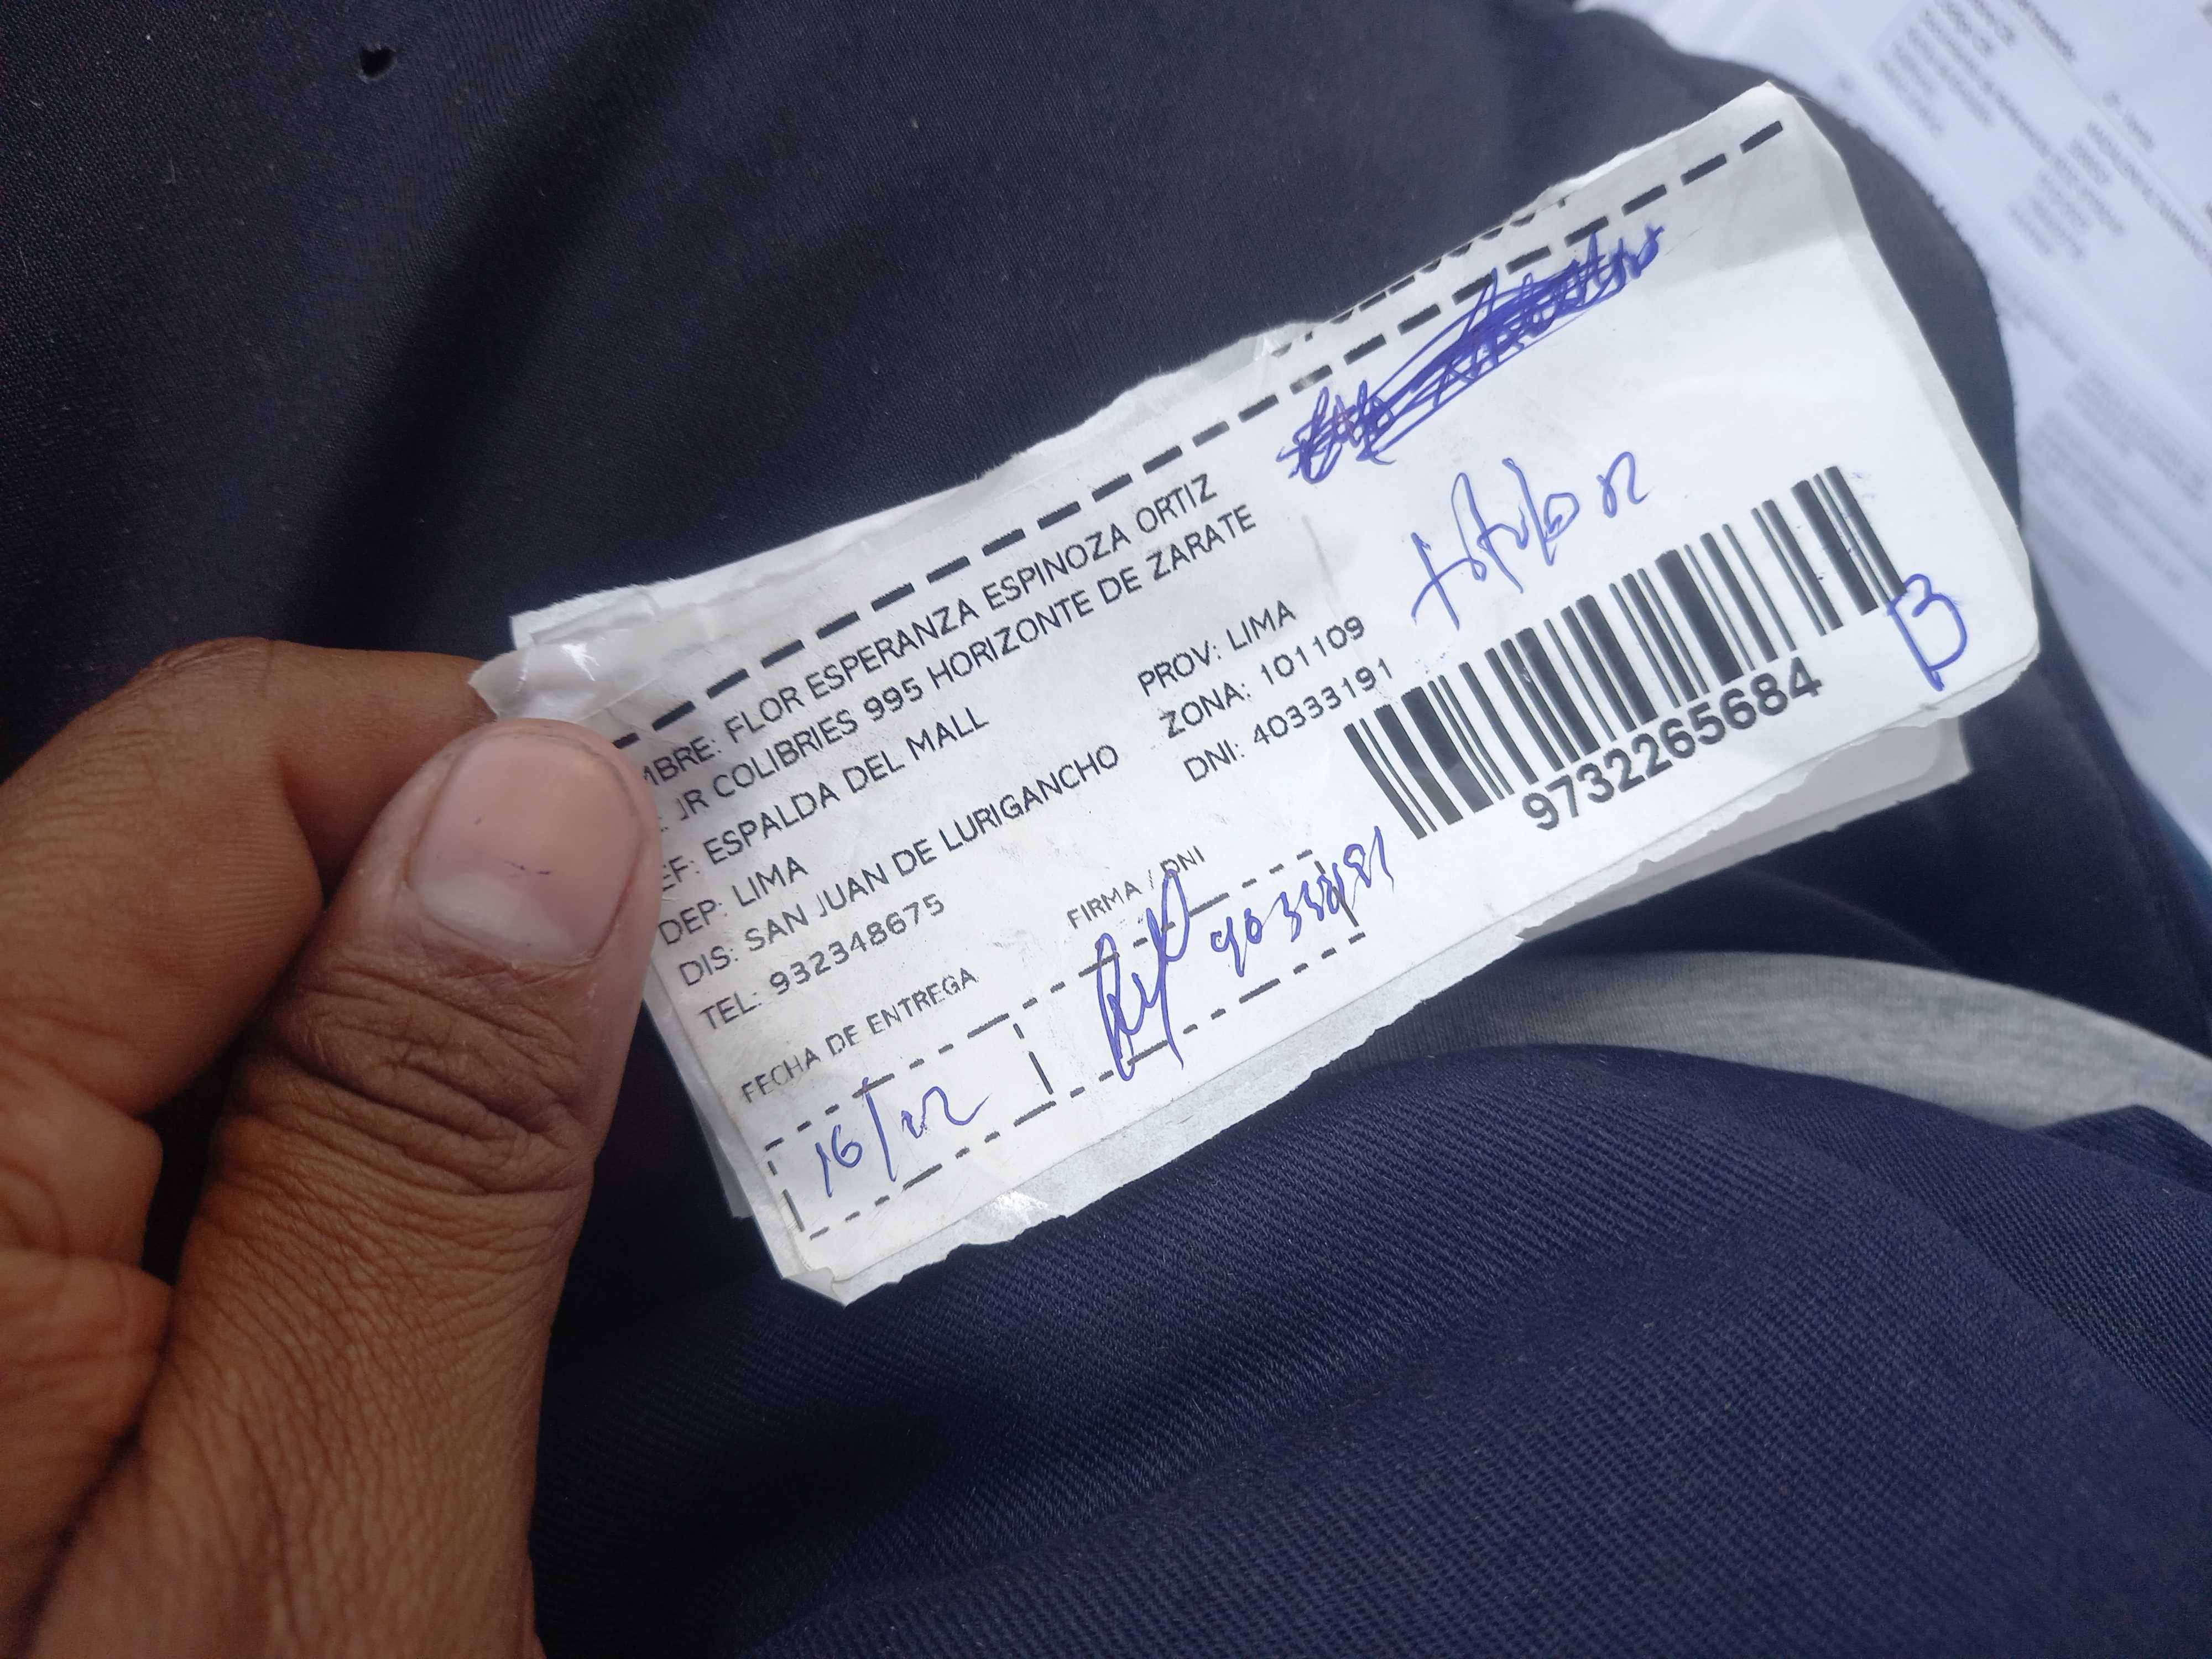 MBRE: FLOR ESPERANZA ESPINOZA ORTIZ
JR COLIBRIES 995 HORIZONTE DE ZARATE
EF: ESPALDA DEL MALL
DEP: LIMA PROV: LIMA
DIS: SAN JUAN DE LURIGANCHO ZONA: 101109
TEL: 932348675 DNI: 40333191
titular
9732265684
B
FECHA DE ENTREGA FIRMA / DNI
16/12 40333191